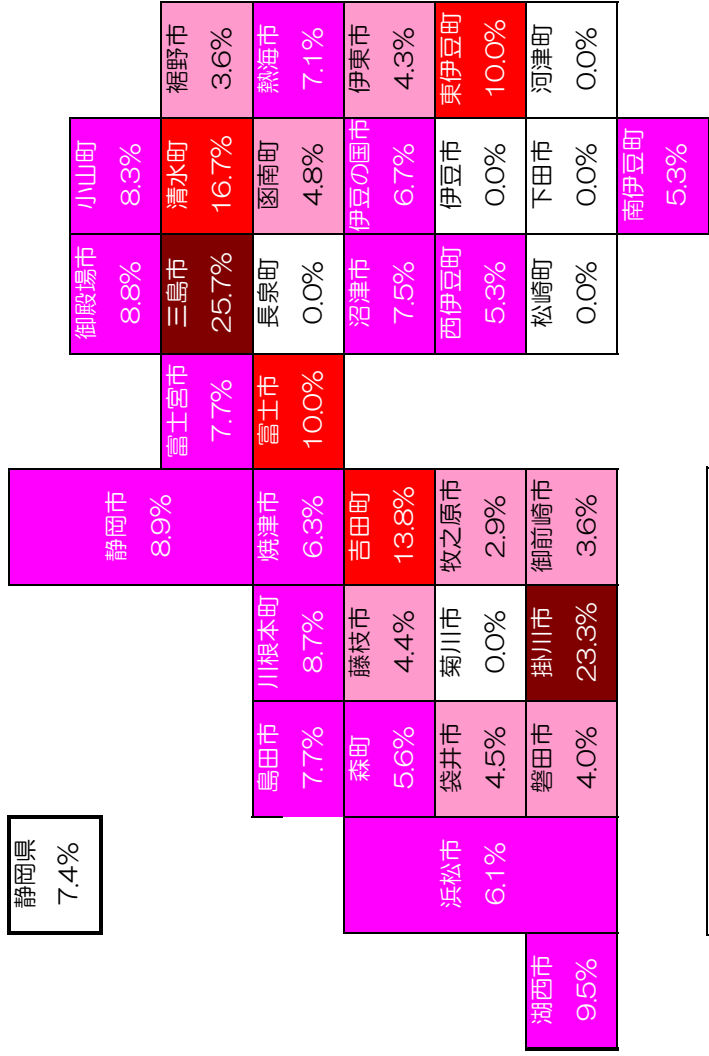 静岡県
7.4%
静岡市
8.9%
御殿場市
8.8%
小山町
8.3%
富士宮市
7.7%
三島市
25.7%
清水町
16.7%
裾野市
3.6%
島田市
7.7%
川根本町
8.7%
焼津市
6.3%
富士市
10.0%
長泉町
0.0%
函南町
4.8%
熱海市
7.1%
浜松市
6.1%
森町
5.6%
藤枝市
4.4%
吉田町
13.8%
沼津市
7.5%
伊豆の国市
6.7%
伊東市
4.3%
袋井市
4.5%
菊川市
0.0%
牧之原市
2.9%
西伊豆町
5.3%
伊豆市
0.0%
東伊豆町
10.0%
湖西市
9.5%
磐田市
4.0%
掛川市
23.3%
御前崎市
3.6%
松崎町
0.0%
下田市
0.0%
河津町
0.0%
南伊豆町
5.3%